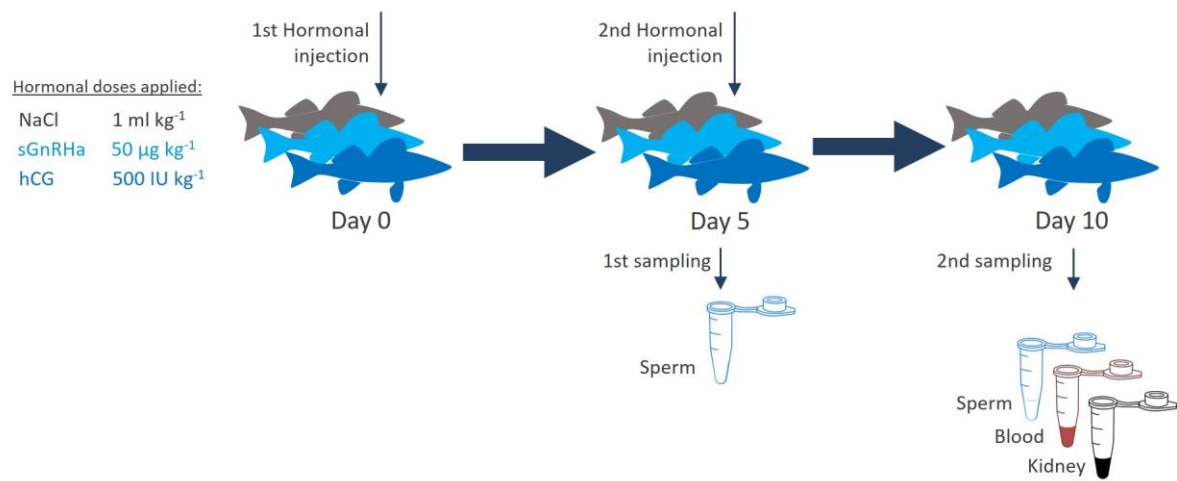 1st Hormonal
injection
2nd Hormonal
injection
Hormonal doses applied:
NaCl 1 ml kg⁻¹
sGnRHa 50 µg kg⁻¹
hCG 500 IU kg⁻¹
Day 0
Day 5
Day 10
1st sampling
2nd sampling
Sperm
Sperm
Blood
Kidney